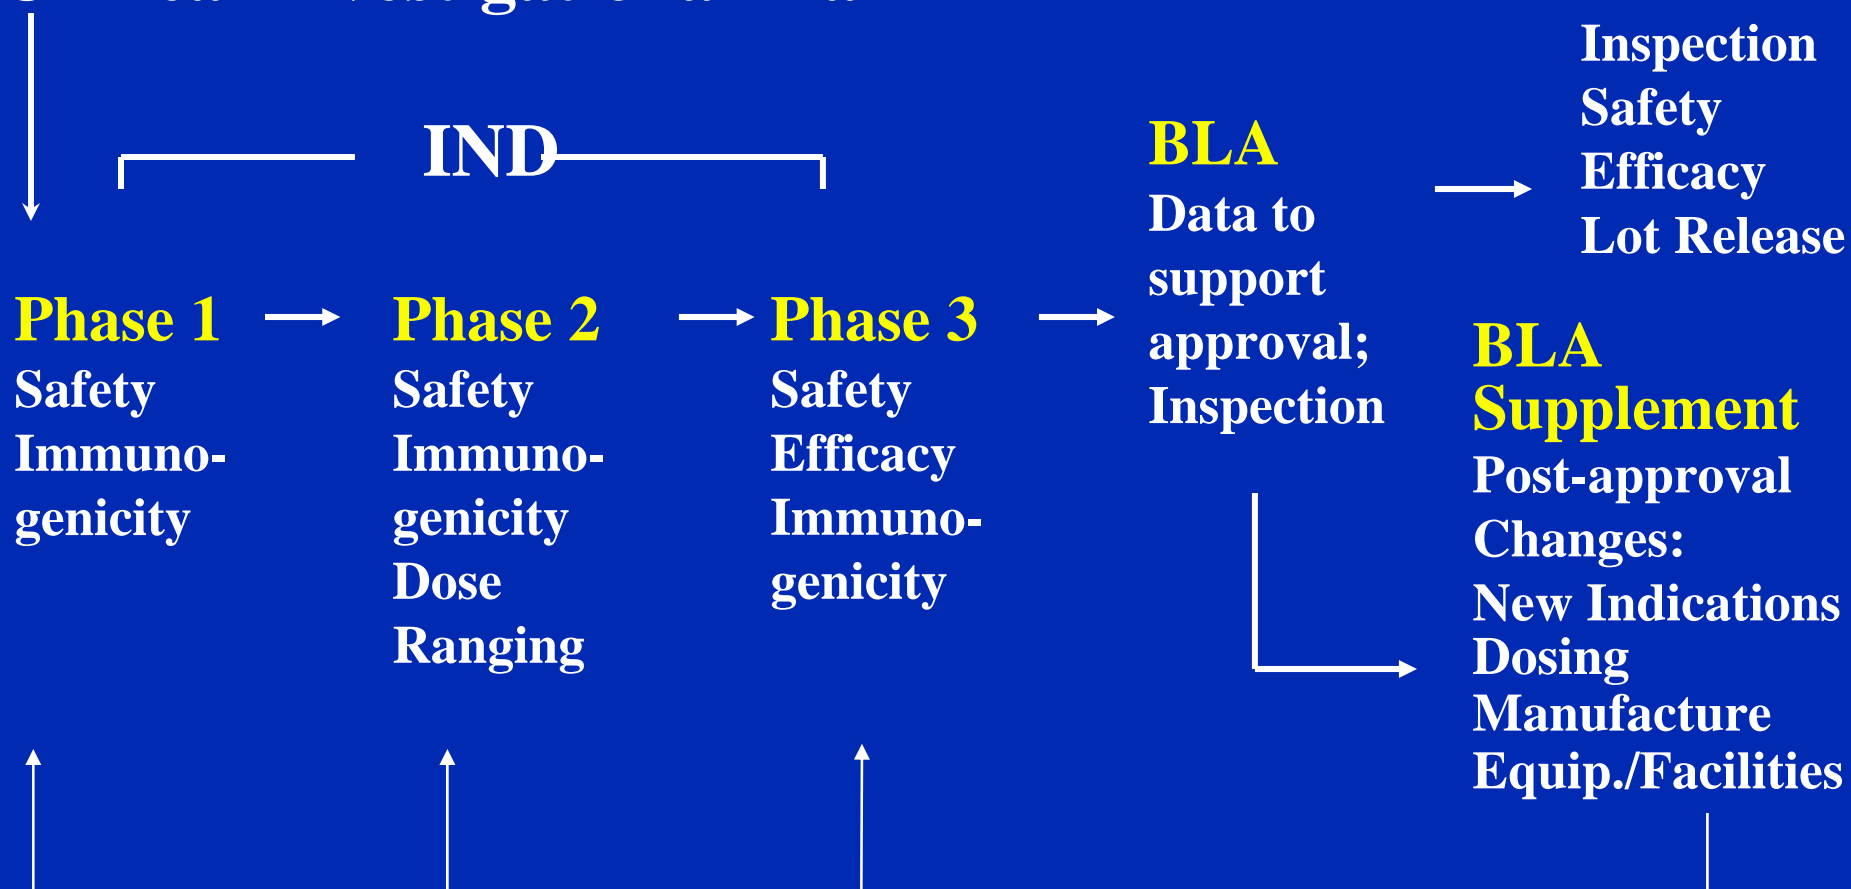 IND
Phase 1
Safety
Immuno-
genicity
Phase 2
Safety
Immuno-
genicity
Dose
Ranging
Phase 3
Safety
Efficacy
Immuno-
genicity
BLA
Data to
support
approval;
Inspection
Inspection
Safety
Efficacy
Lot Release
BLA
Supplement
Post-approval
Changes:
New Indications
Dosing
Manufacture
Equip./Facilities